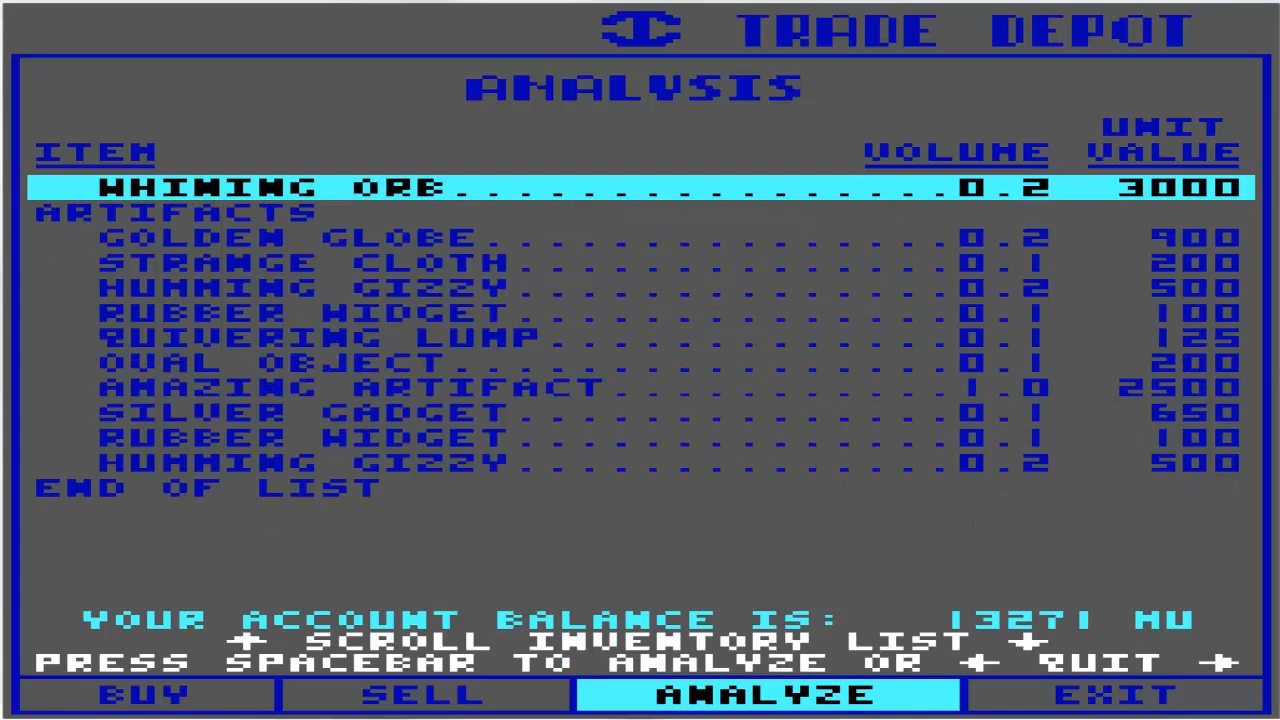 TRADE DEPOT
ANALYSIS
UNIT
ITEM VOLUME VALUE
WHINING ORB................0.2 3000
ARTIFACTS
GOLDEN GLOBE...............0.2 900
STRANGE CLOTH..............0.1 200
HUMMING GIZZY..............0.2 500
RUBBER WIDGET..............0.1 100
QUIVERING LUMP.............0.1 125
OVAL OBJECT................0.1 200
AMAZING ARTIFACT...........1.0 2500
SILVER GADGET..............0.1 650
RUBBER WIDGET..............0.1 100
HUMMING GIZZY..............0.2 500
END OF LIST
YOUR ACCOUNT BALANCE IS: 13271 MU
↑ SCROLL INVENTORY LIST ↓
PRESS SPACEBAR TO ANALYZE OR ← QUIT →
BUY SELL ANALYZE EXIT